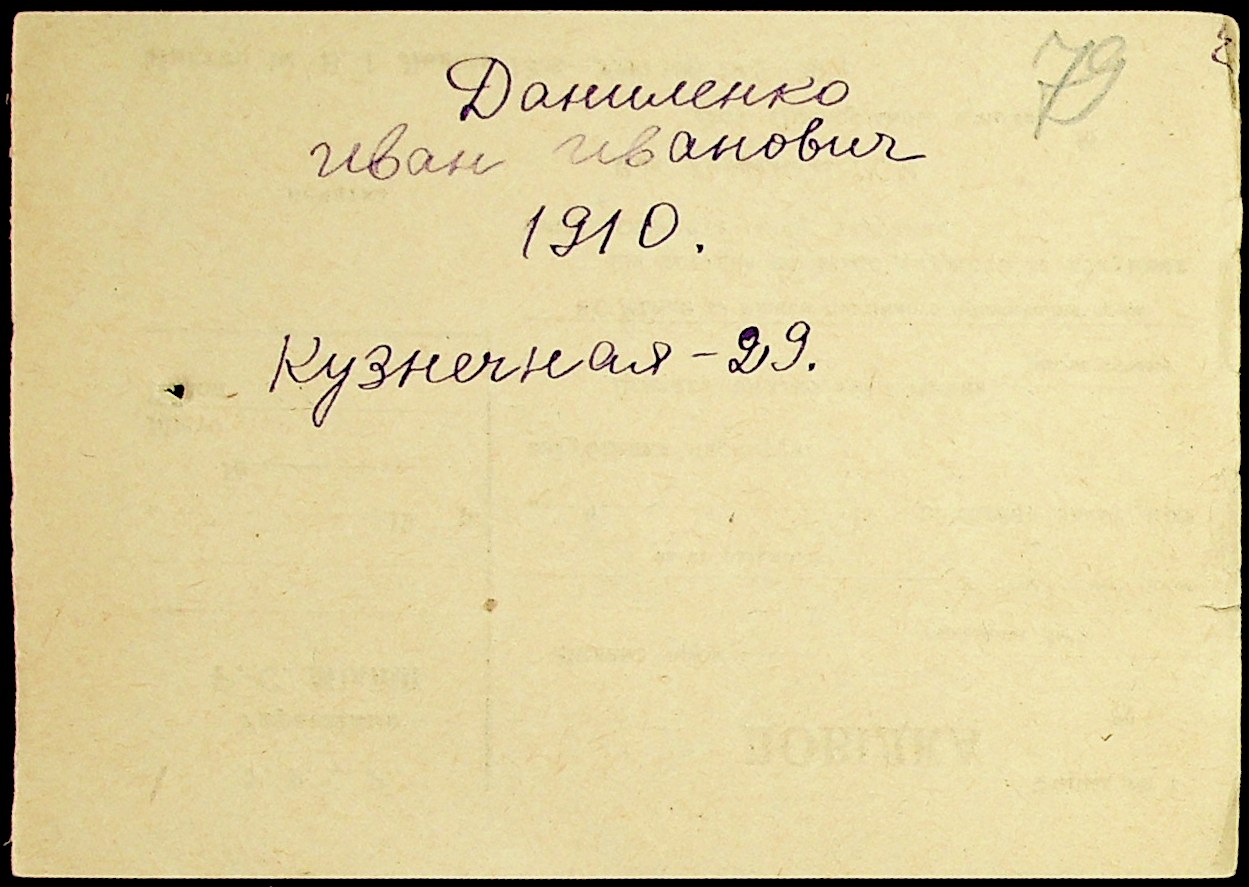 79
Даниленко
Иван Иванович
1910.
Кузнечная - 29.